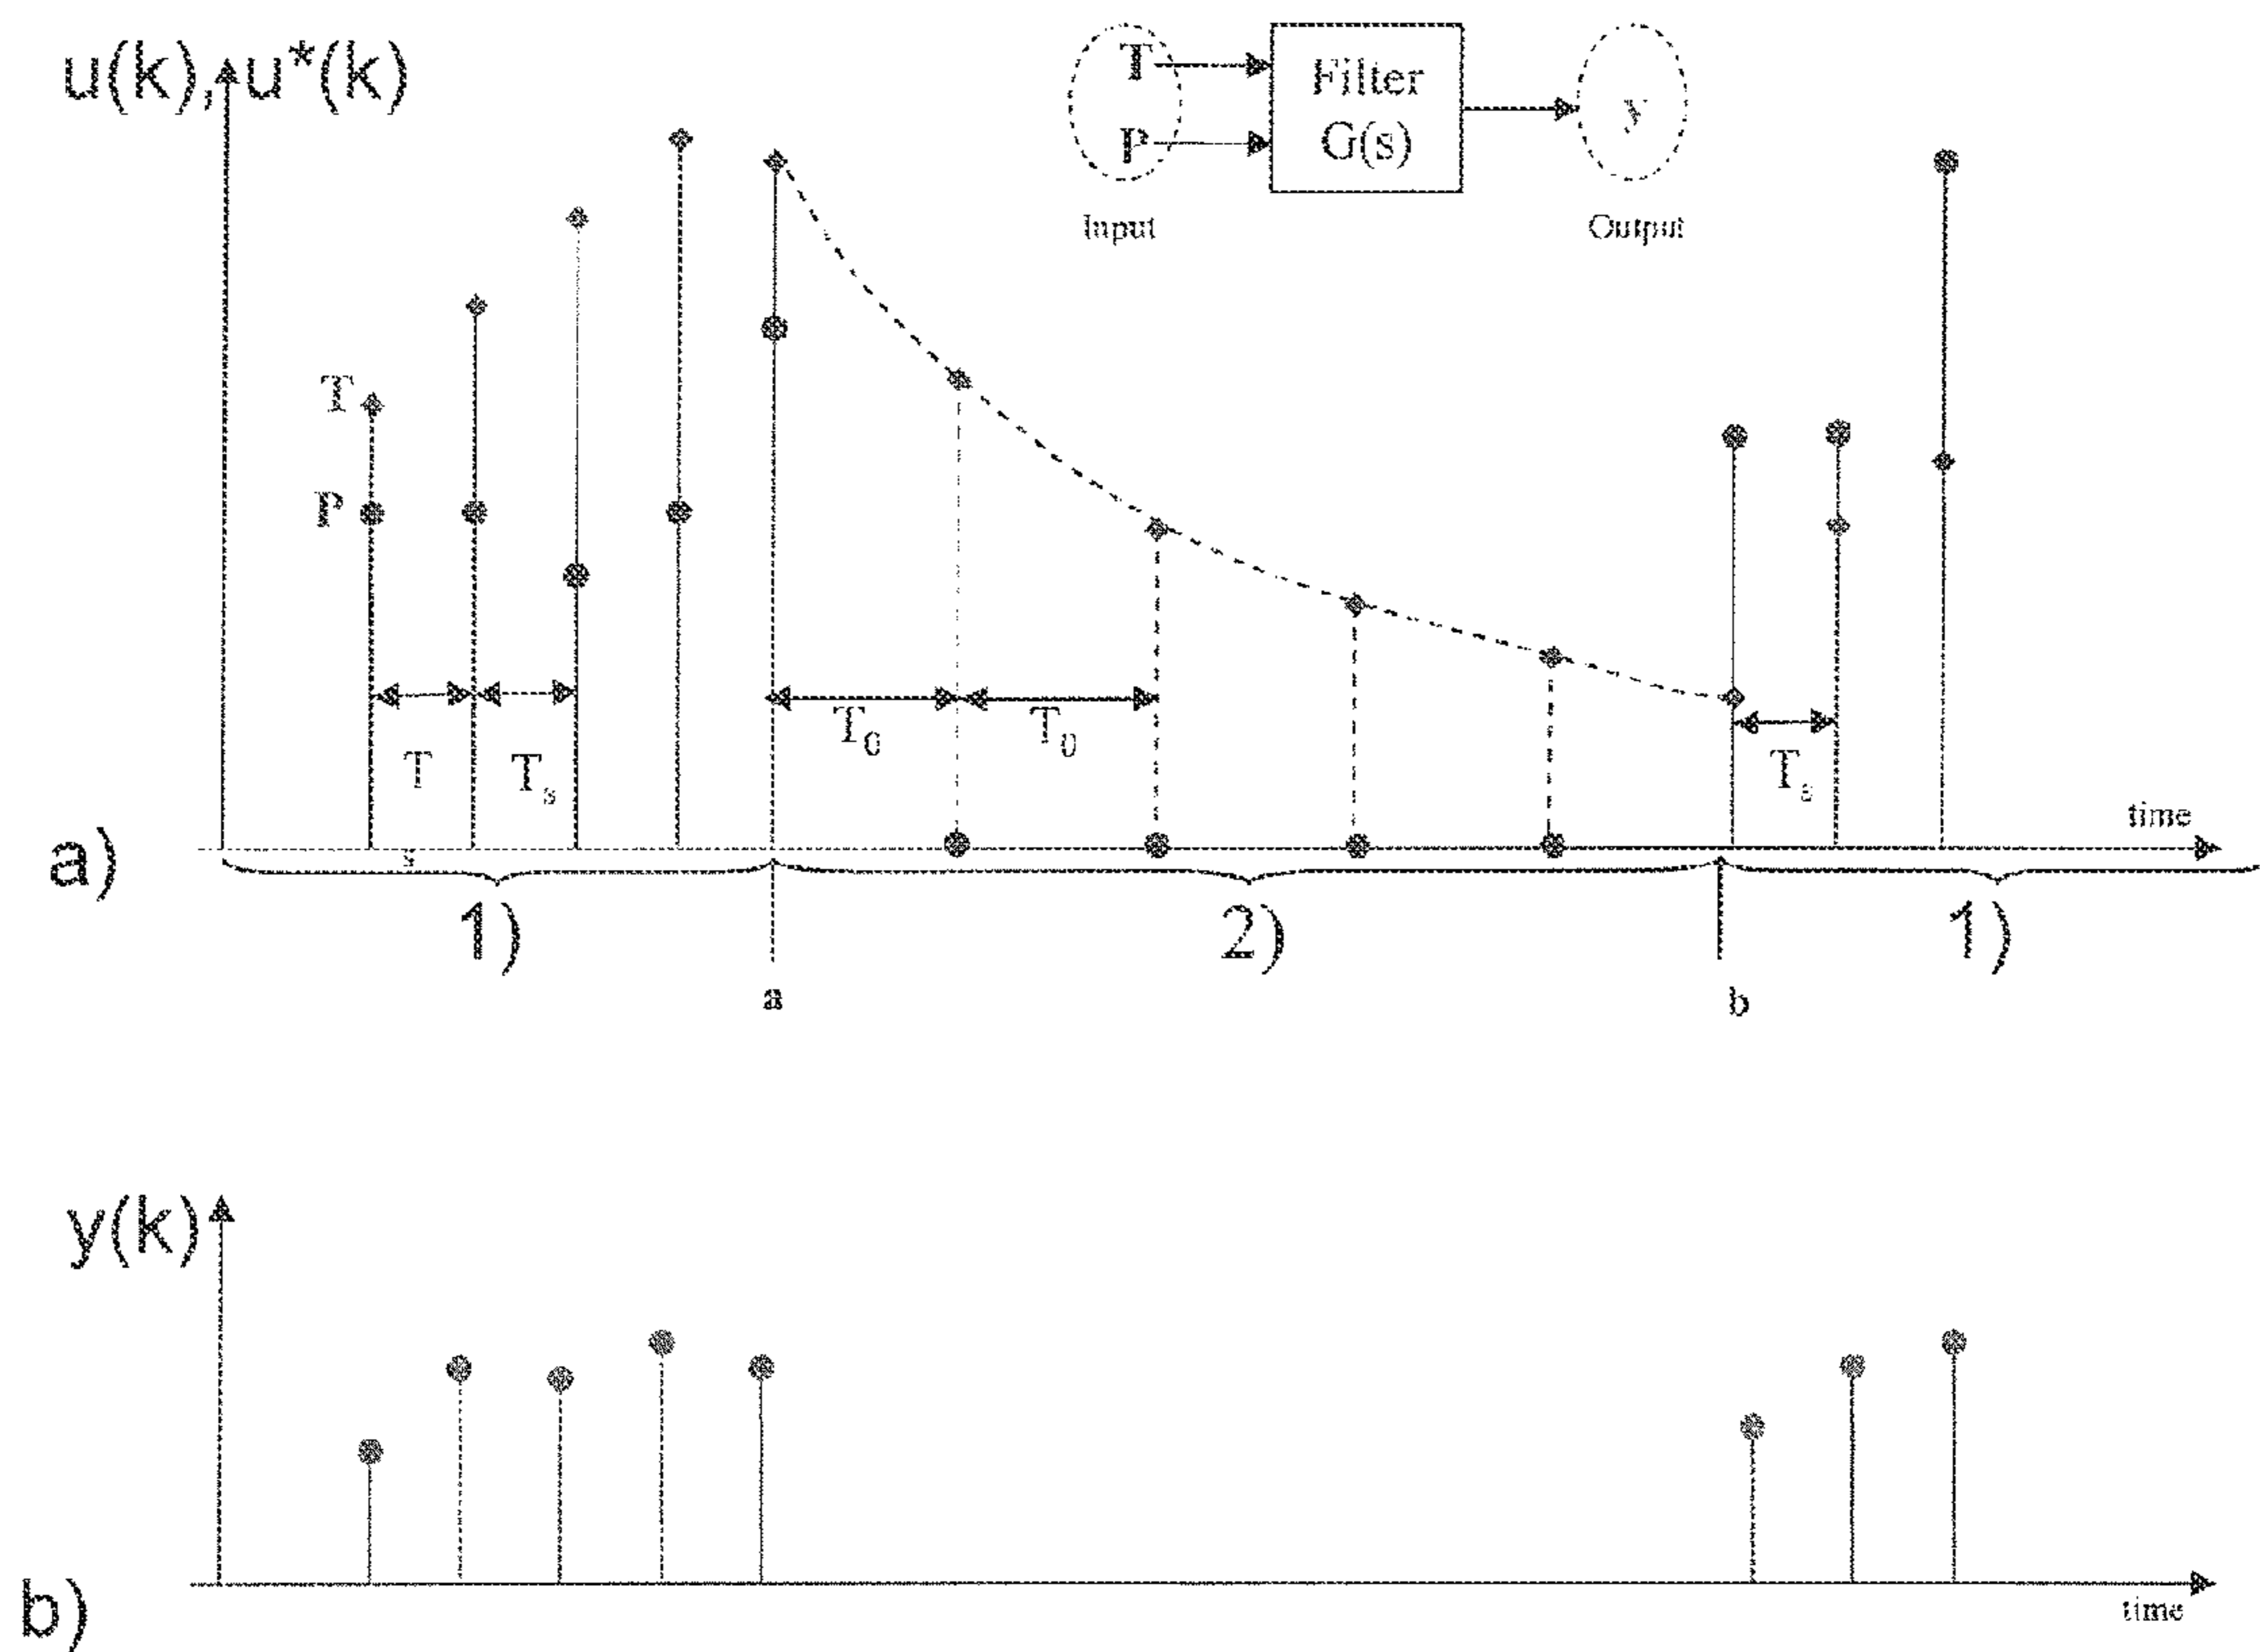 u(k), u*(k)
T
P
Filter
G(s)
y
Input
Output
T
P
T
s
Ts
T0
T0
Ts
time
a)
1)
2)
1)
a
b
y(k)
b)
time